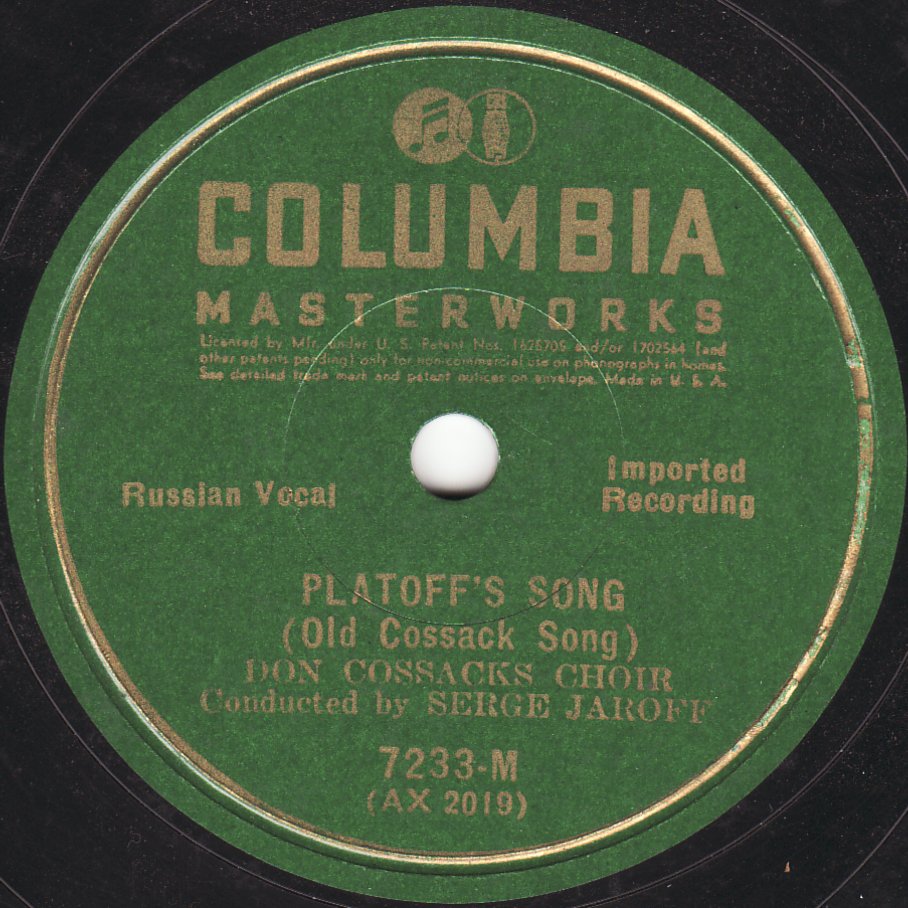 COLUMBIA
MASTERWORKS
Licensed by Mfr. under U. S. Patent Nos. 1625705 and/or 1702564 (and
other patents pending) only for non-commercial use on phonographs in homes.
See detailed trade mark and patent notices on envelope. Made in U. S. A.
Russian Vocal
Imported
Recording
PLATOFF'S SONG
(Old Cossack Song)
DON COSSACKS CHOIR
Conducted by SERGE JAROFF
7233-M
(AX 2019)